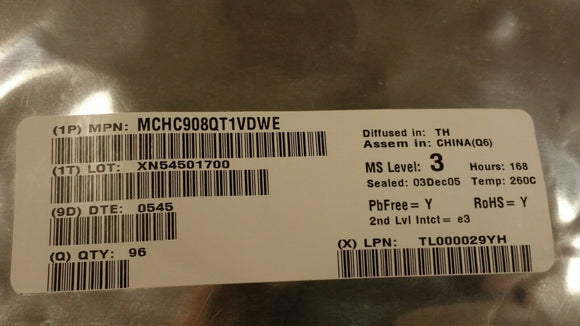 (1P) MPN: MCHC908QT1VDWE
(1T) LOT: XN54501700
(9D) DTE: 0545
(Q) QTY: 96
Diffused in: TH
Assem in: CHINA(Q6)
MS Level: 3 Hours: 168
Sealed: 03Dec05 Temp: 260C
PbFree= Y RoHS= Y
2nd Lvl Intct= e3
(X) LPN: TL000029YH